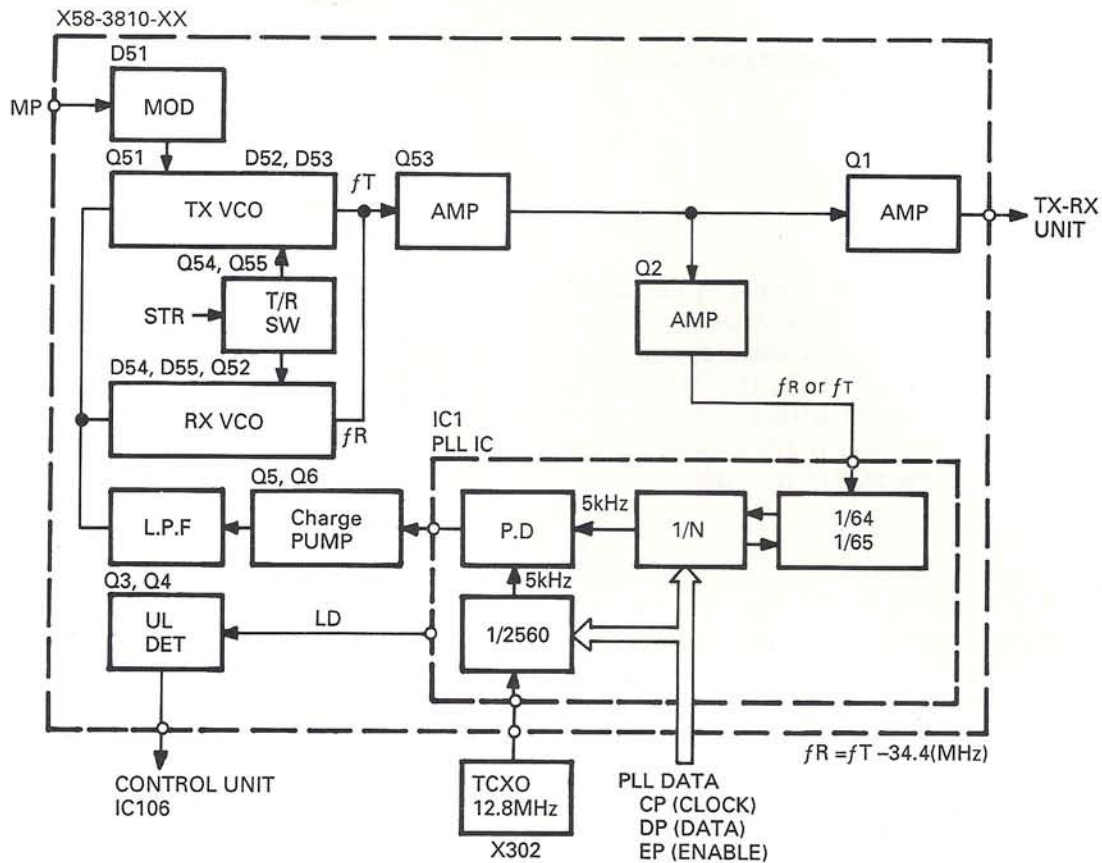 X58-3810-XX
D51
MP
MOD
Q51
D52, D53
TX VCO
fT
Q53
AMP
Q1
AMP
TX-RX
UNIT
Q54, Q55
STR
T/R
SW
Q2
AMP
D54, D55, Q52
RX VCO
fR
fR or fT
IC1
PLL IC
Q5, Q6
L.P.F
Charge
PUMP
P.D
5kHz
1/N
1/64
1/65
Q3, Q4
UL
DET
LD
5kHz
1/2560
fR =fT –34.4(MHz)
CONTROL UNIT
IC106
TCXO
12.8MHz
X302
PLL DATA
CP (CLOCK)
DP (DATA)
EP (ENABLE)